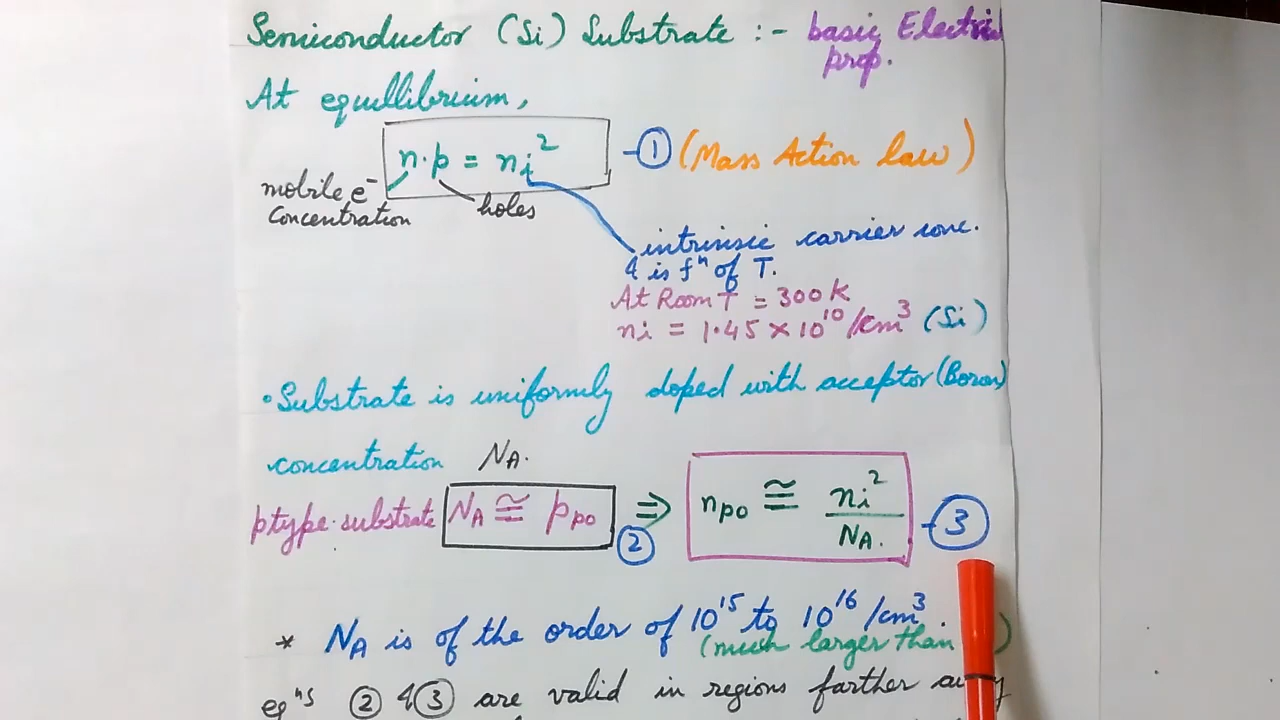 Semiconductor (Si) Substrate :- basic Electrical
prop.
At equillibrium,
n.p = ni² -① (Mass Action law)
mobile e⁻
concentration
holes
intrinsic carrier conc.
& is fⁿ of T.
At Room T = 300 K
ni = 1.45 × 10¹⁰/cm³ (Si)
• Substrate is uniformly doped with acceptor (Boron)
concentration NA.
ptype substrate NA ≅ ppo ② ⇒ npo ≅ ni²/NA. -③
* NA is of the order of 10¹⁵ to 10¹⁶ /cm³.
(much larger than )
eqⁿˢ ② & ③ are valid in regions farther away